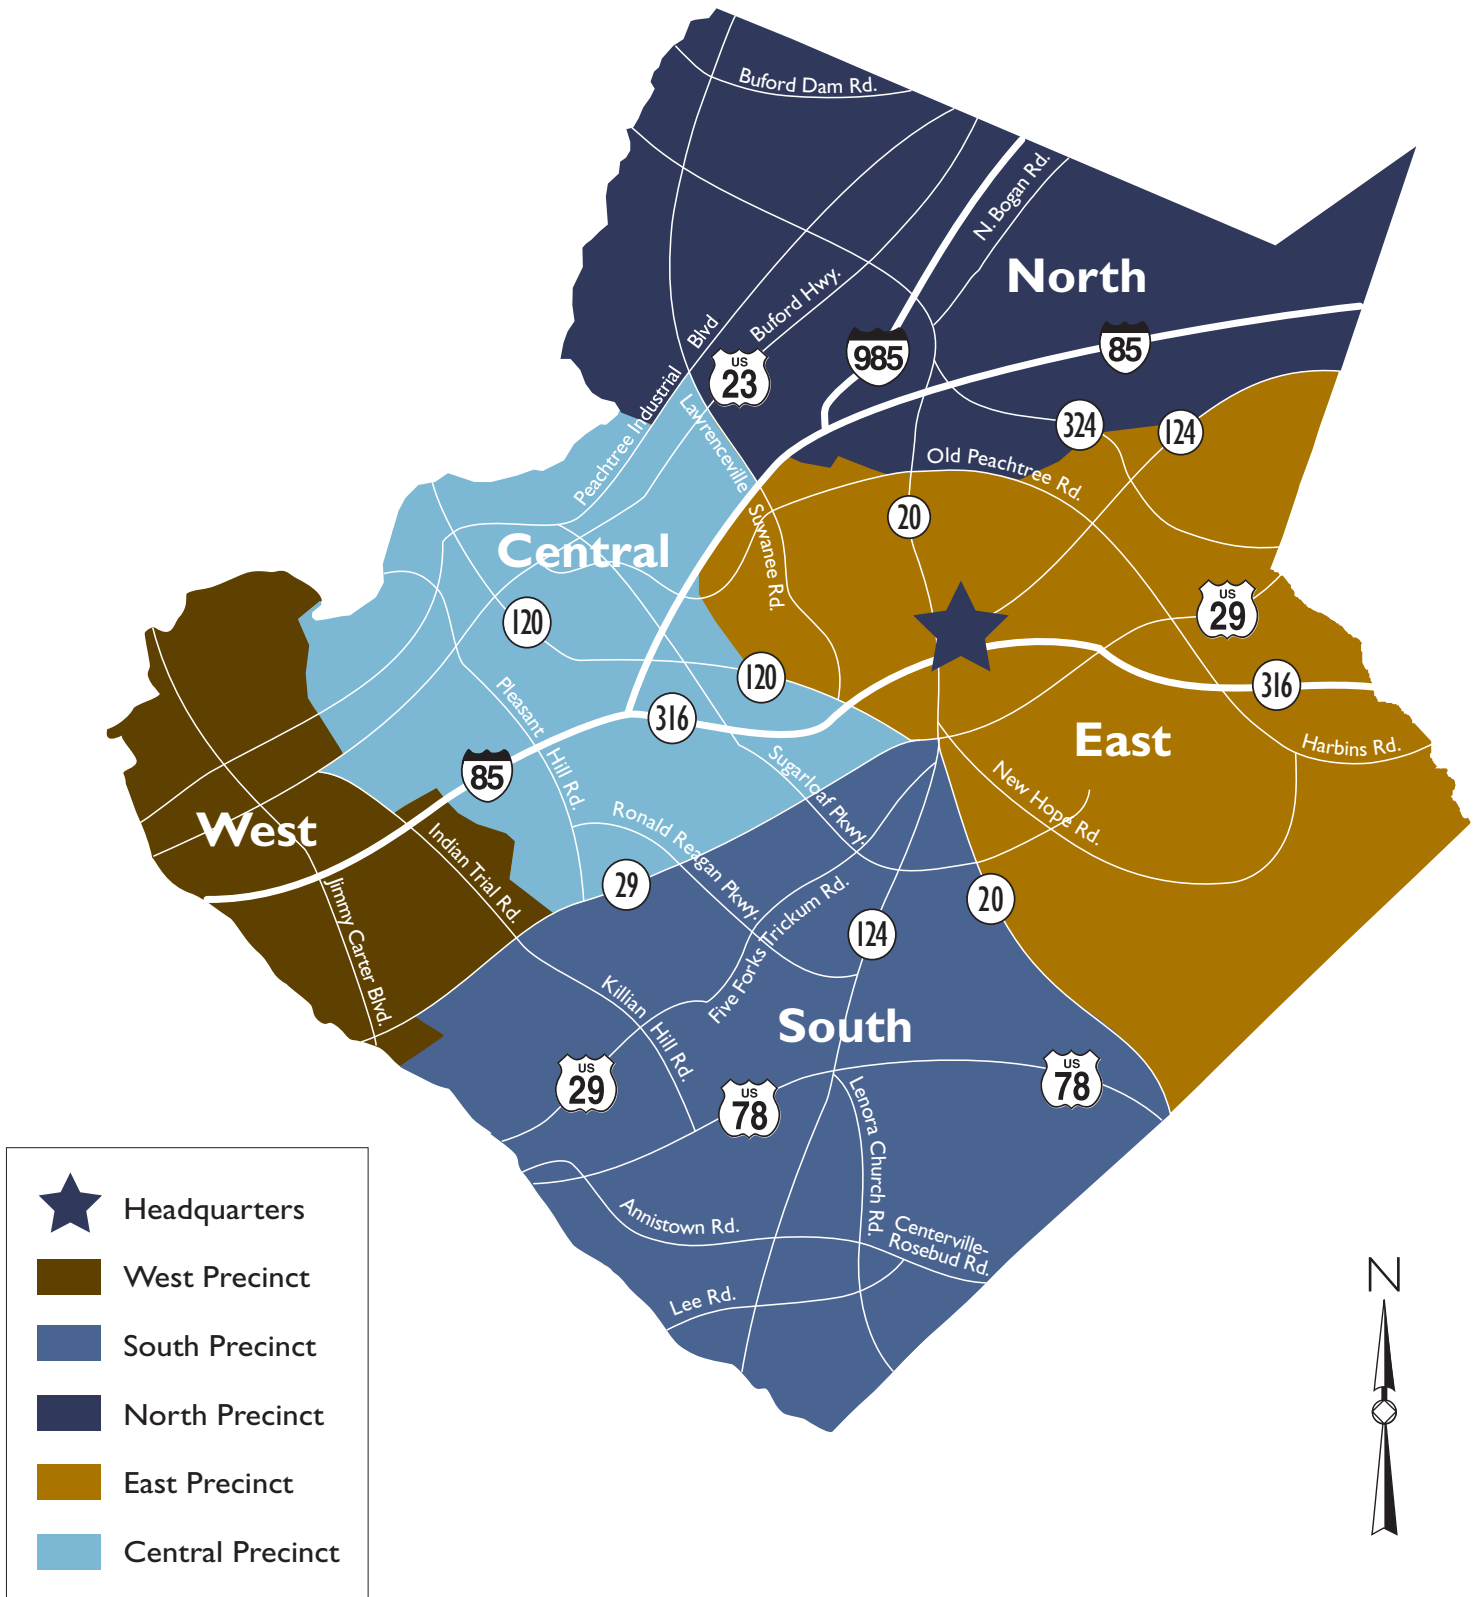 Buford Dam Rd.
N. Bogan Rd.
North
Buford Hwy.
Peachtree Industrial Blvd
US
23
985
85
Lawrenceville
Suwanee Rd.
324
124
Old Peachtree Rd.
20
Central
120
120
US
29
316
316
Pleasant
Hill Rd.
85
East
Harbins Rd.
Sugarloaf Pkwy.
New Hope Rd.
West
Indian Trial Rd.
Ronald Reagan Pkwy.
29
Jimmy Carter Blvd.
Five Forks Trickum Rd.
20
124
Killian
Hill Rd.
South
US
29
US
78
US
78
Lenora Church Rd.
Annistown Rd.
Centerville-
Rosebud Rd.
Lee Rd.
Headquarters
West Precinct
South Precinct
North Precinct
East Precinct
Central Precinct
N